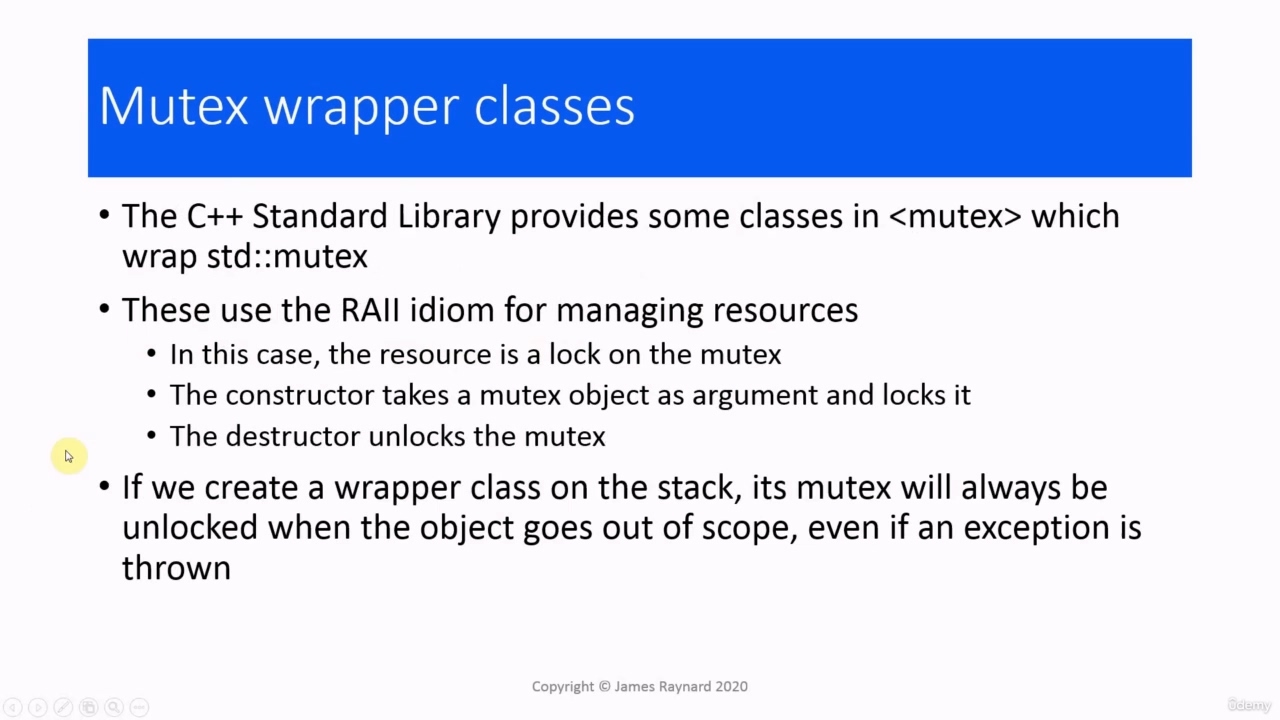 Mutex wrapper classes
• The C++ Standard Library provides some classes in <mutex> which
wrap std::mutex
• These use the RAII idiom for managing resources
• In this case, the resource is a lock on the mutex
• The constructor takes a mutex object as argument and locks it
• The destructor unlocks the mutex
• If we create a wrapper class on the stack, its mutex will always be
unlocked when the object goes out of scope, even if an exception is
thrown
Copyright © James Raynard 2020
ûdemy